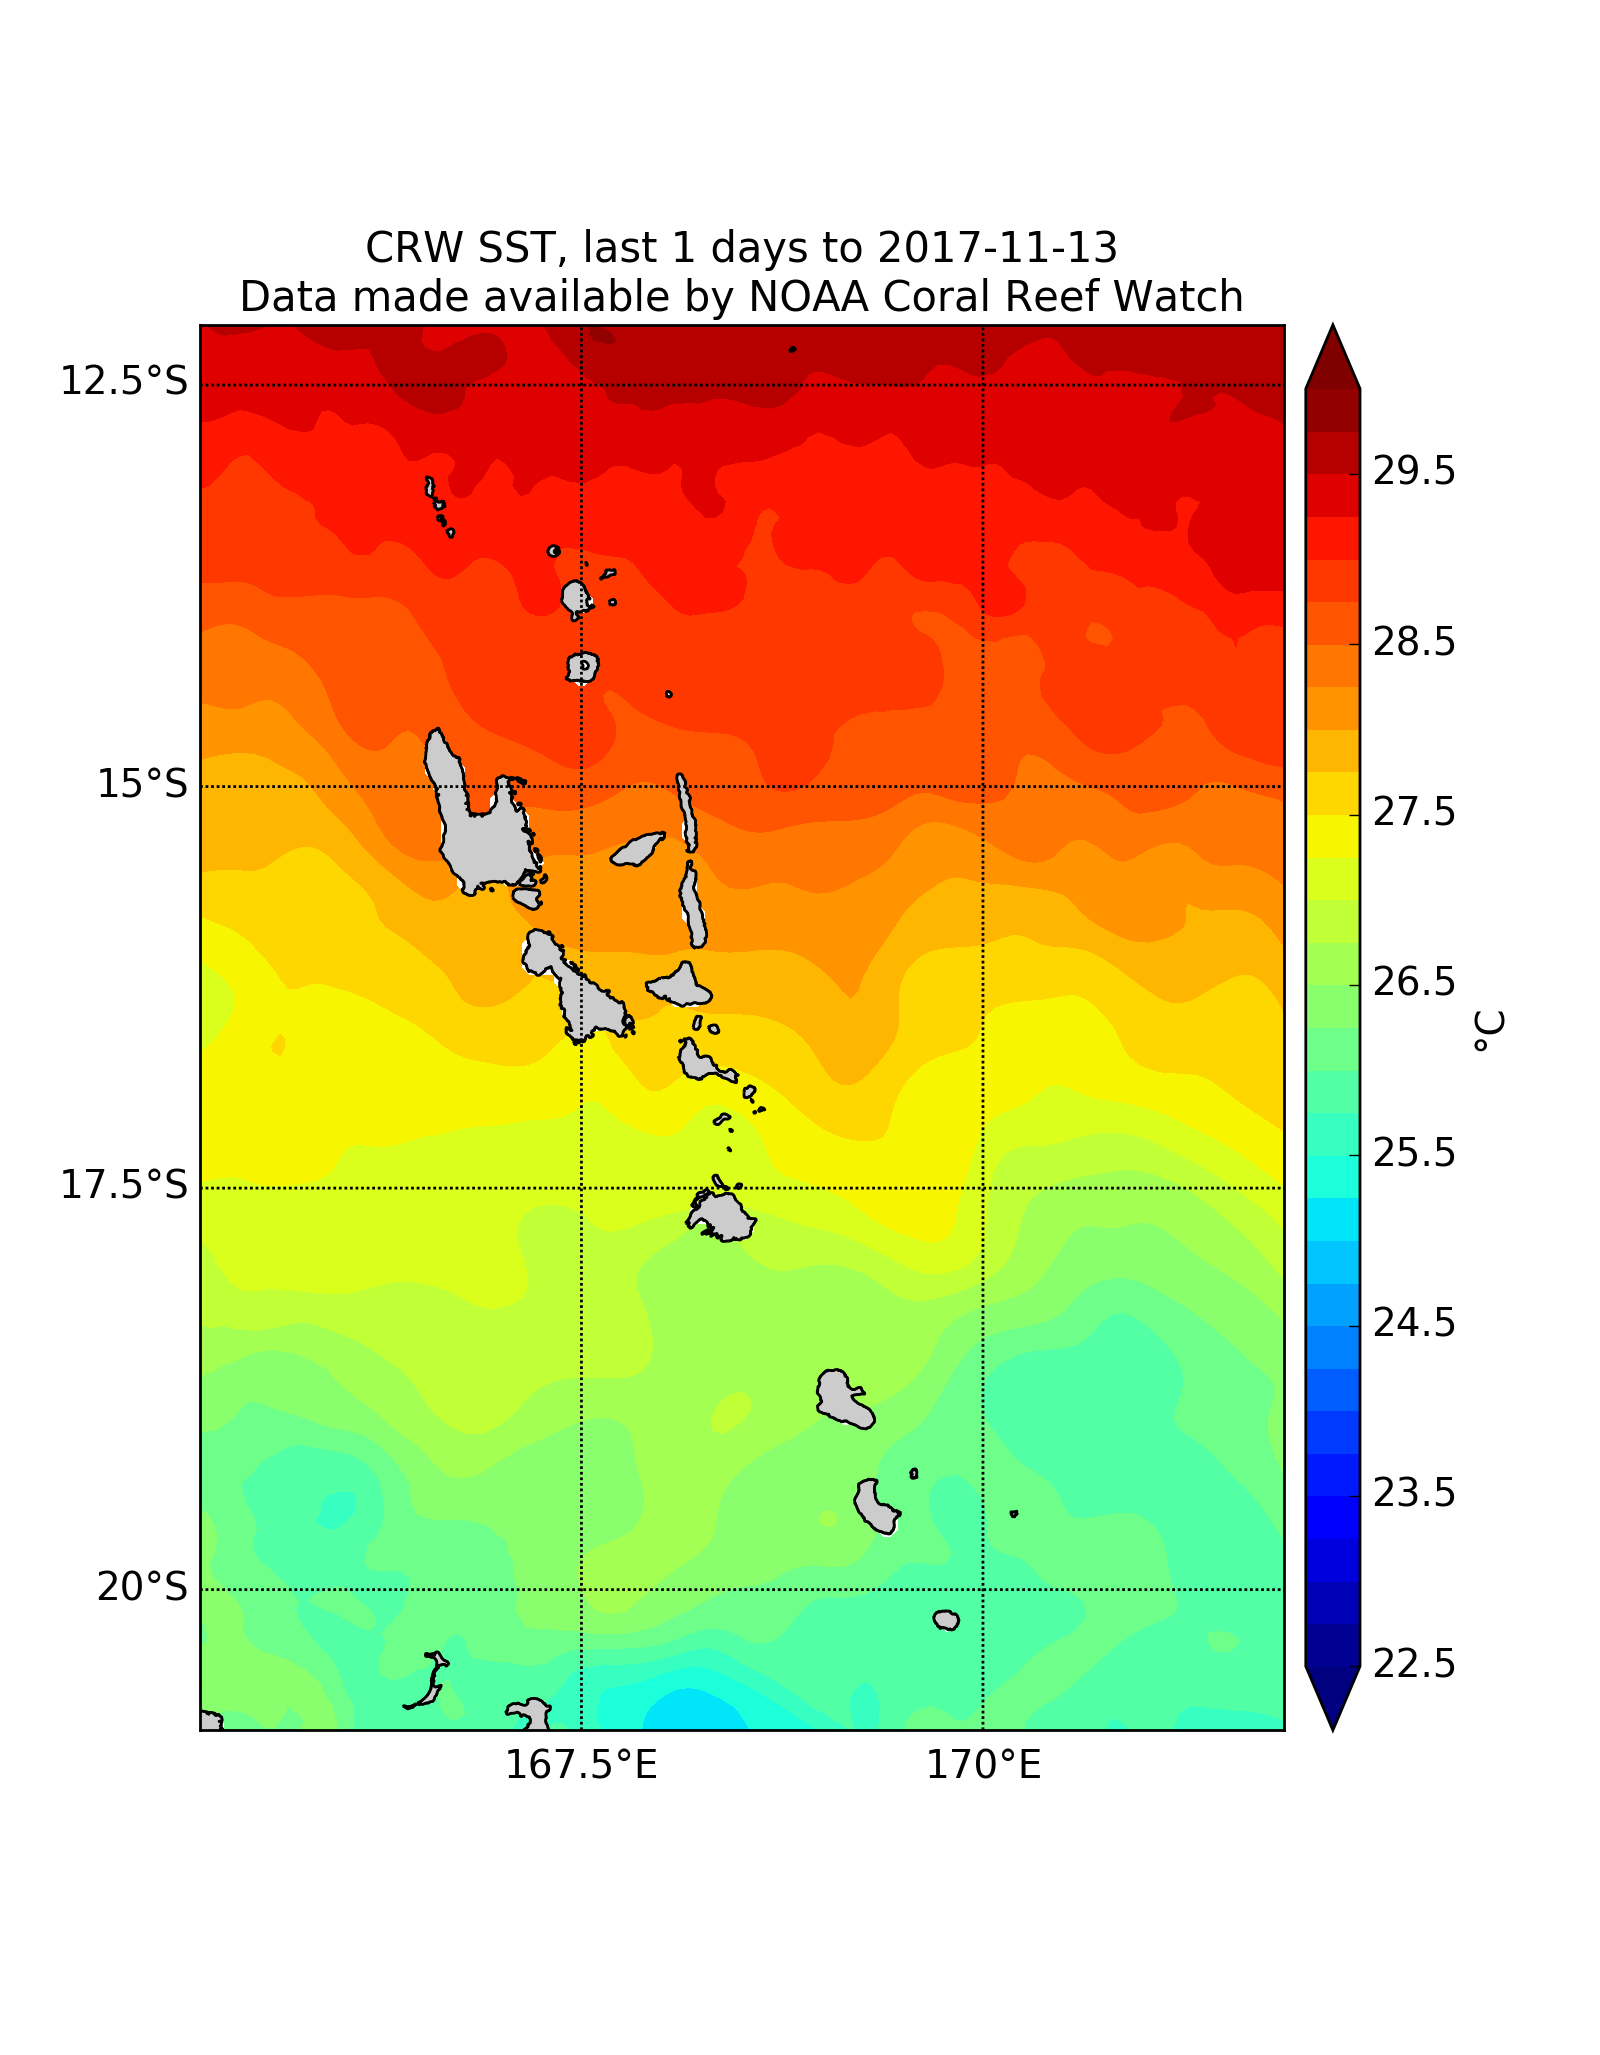 CRW SST, last 1 days to 2017-11-13
Data made available by NOAA Coral Reef Watch
12.5°S
15°S
17.5°S
20°S
167.5°E
170°E
29.5
28.5
27.5
26.5
25.5
24.5
23.5
22.5
°C